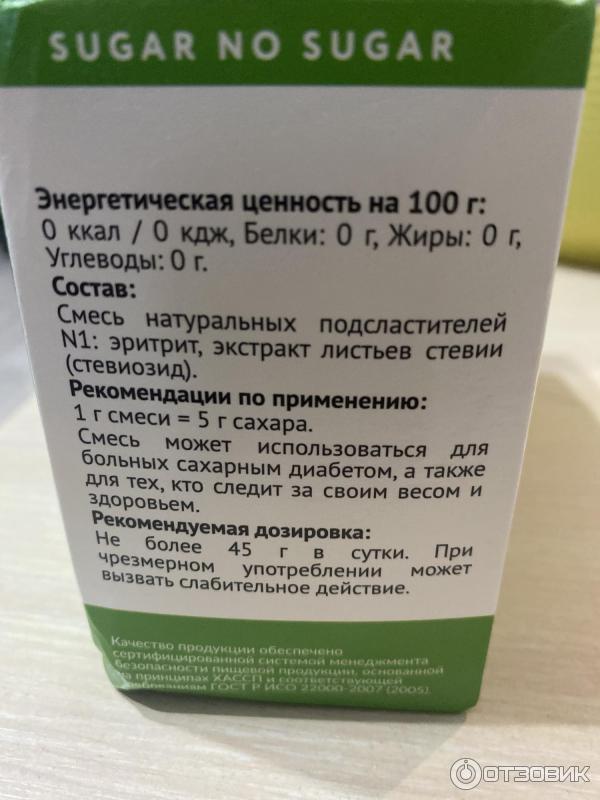 SUGAR NO SUGAR
Энергетическая ценность на 100 г:
0 ккал / 0 кдж, Белки: 0 г, Жиры: 0 г,
Углеводы: 0 г.
Состав:
Смесь натуральных подсластителей
N1: эритрит, экстракт листьев стевии
(стевиозид).
Рекомендации по применению:
1 г смеси = 5 г сахара.
Смесь может использоваться для
больных сахарным диабетом, а также
для тех, кто следит за своим весом и
здоровьем.
Рекомендуемая дозировка:
Не более 45 г в сутки. При
чрезмерном употреблении может
вызвать слабительное действие.
Качество продукции обеспечено
сертифицированной системой менеджмента
безопасности пищевой продукции, основанной
на принципах ХАССП и соответствующей
требованиям ГОСТ Р ИСО 22000-2007 (2005).
ОТЗОВИК